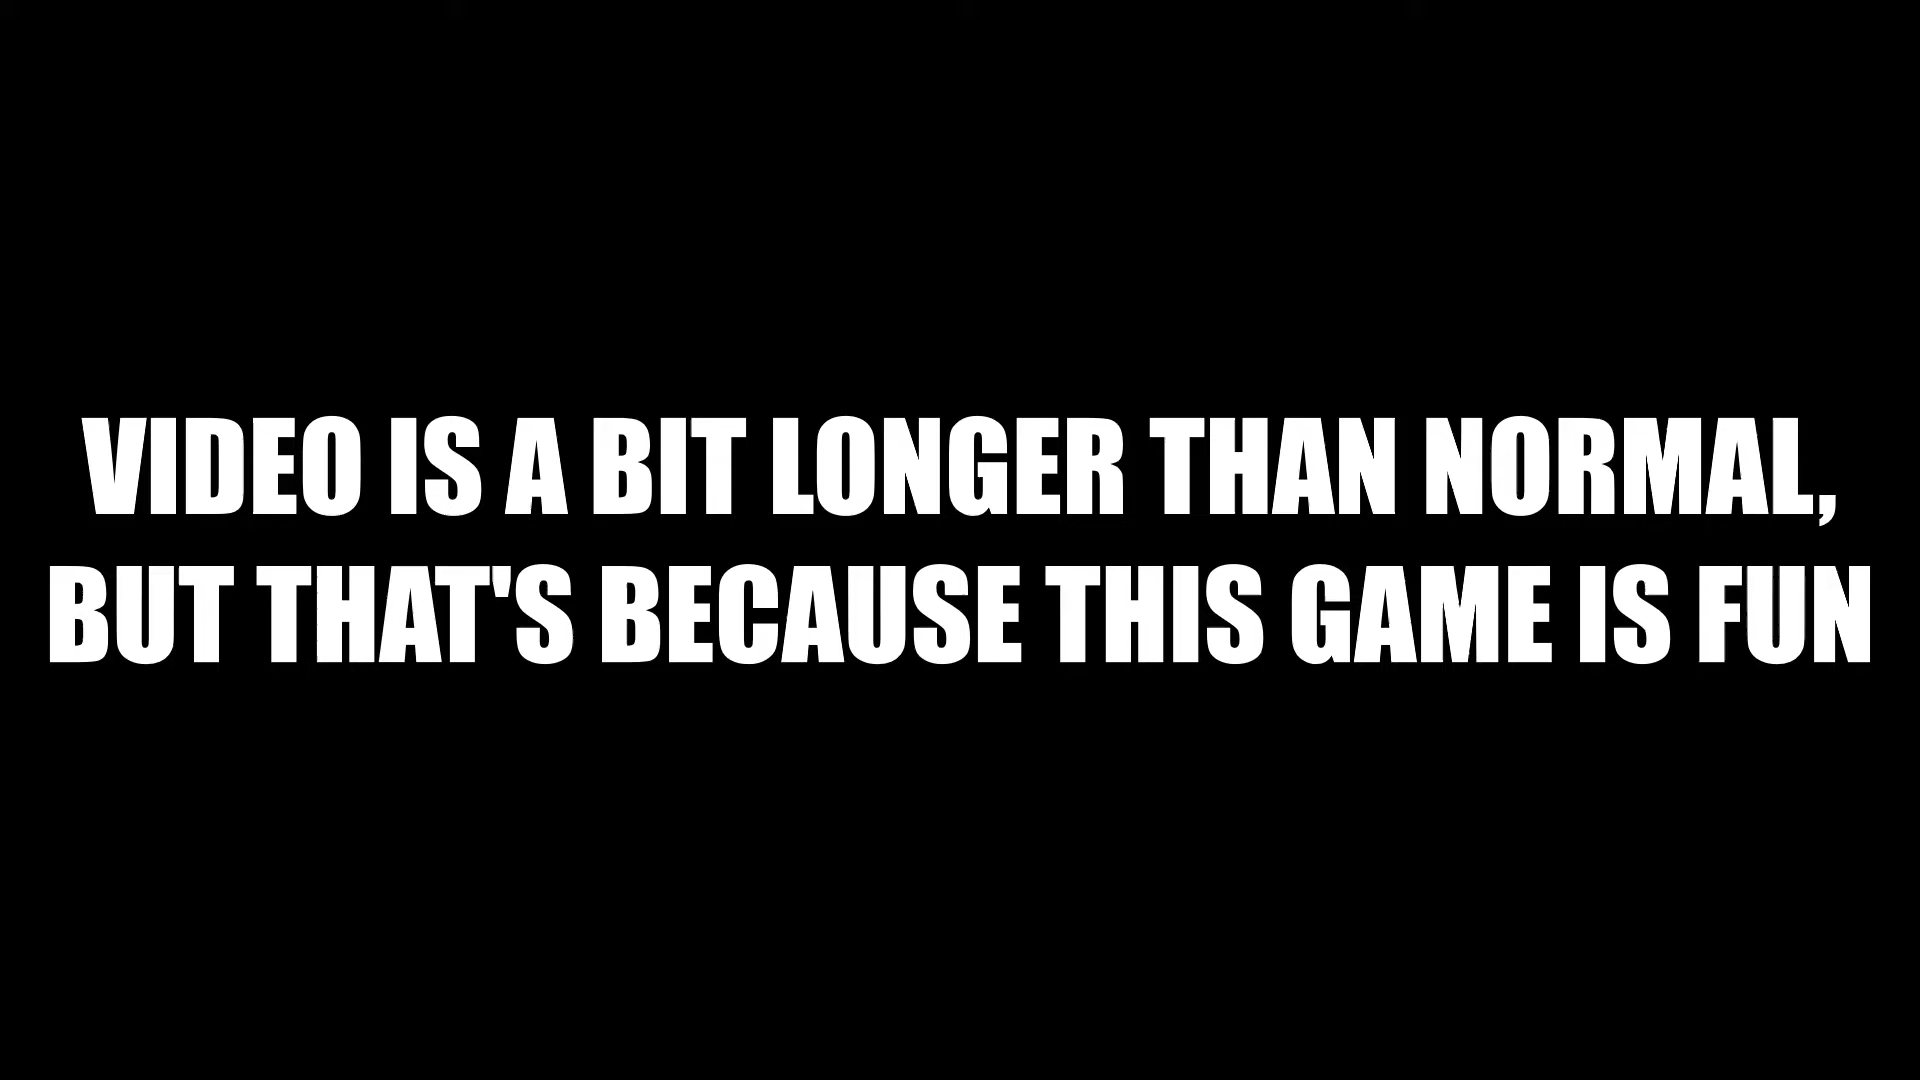 VIDEO IS A BIT LONGER THAN NORMAL,
BUT THAT'S BECAUSE THIS GAME IS FUN